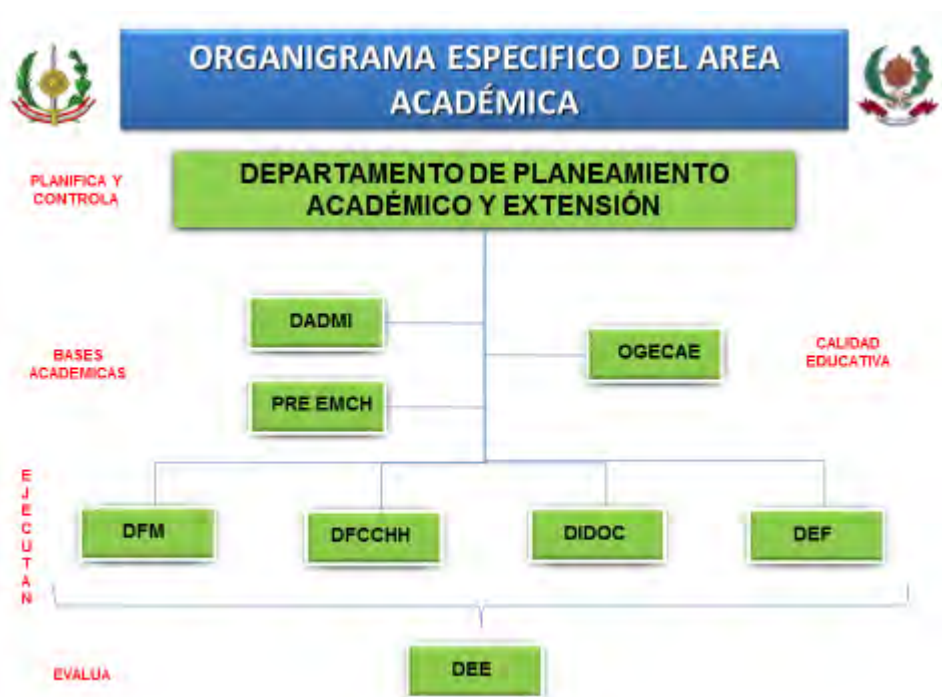 ORGANIGRAMA ESPECIFICO DEL AREA
ACADÉMICA
PLANIFICA Y
CONTROLA
DEPARTAMENTO DE PLANEAMIENTO
ACADÉMICO Y EXTENSIÓN
DADMI
BASES
ACADEMICAS
OGECAE
CALIDAD
EDUCATIVA
PRE EMCH
EJECUTAN
DFM
DFCCHH
DIDOC
DEF
EVALUA
DEE